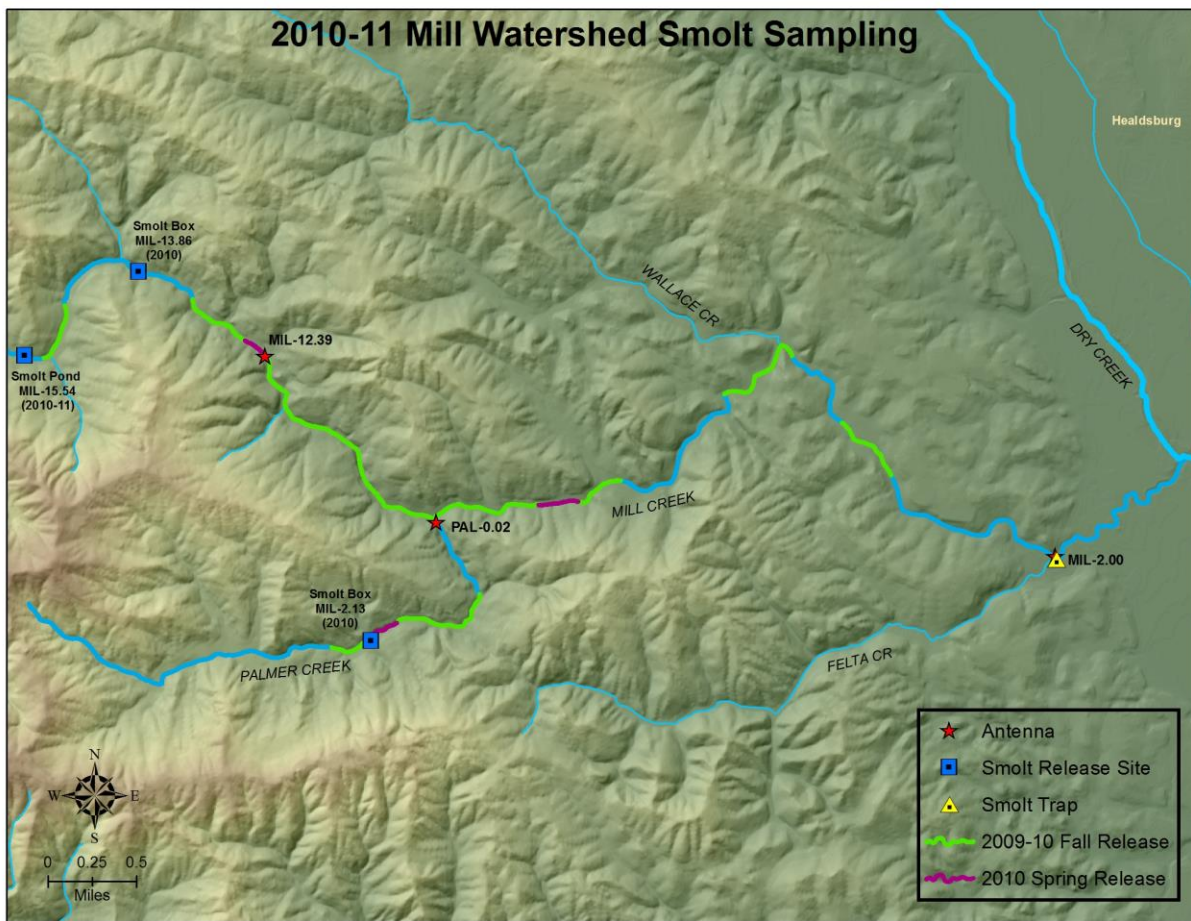 2010-11 Mill Watershed Smolt Sampling
Healdsburg
Smolt Box
MIL-13.86
(2010)
WALLACE CR.
DRY CREEK
MIL-12.39
Smolt Pond
MIL-15.54
(2010-11)
MILL CREEK
PAL-0.02
MIL-2.00
Smolt Box
MIL-2.13
(2010)
PALMER CREEK
FELTA CR
Antenna
Smolt Release Site
Smolt Trap
2009-10 Fall Release
2010 Spring Release
N
W
E
S
0 0.25 0.5
Miles